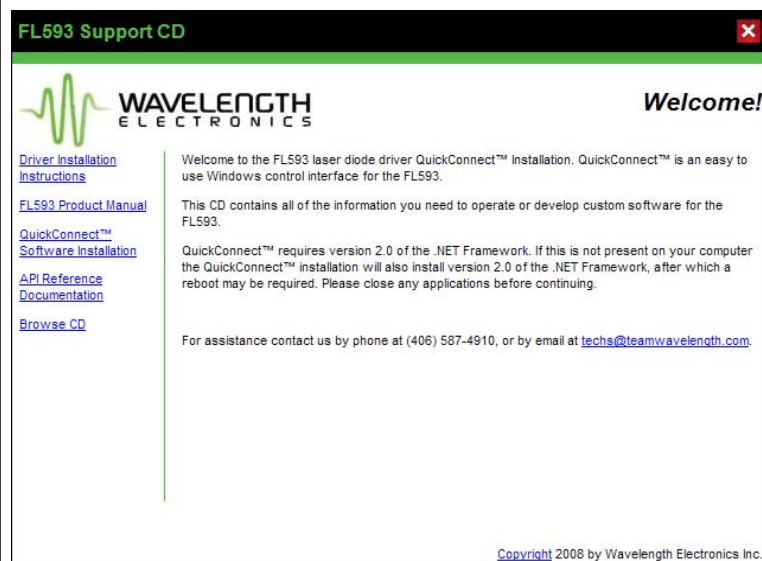 FL593 Support CD
WAVELENGTH
ELECTRONICS
Welcome!
Driver Installation
Instructions
FL593 Product Manual
QuickConnect™
Software Installation
API Reference
Documentation
Browse CD
Welcome to the FL593 laser diode driver QuickConnect™ Installation. QuickConnect™ is an easy to
use Windows control interface for the FL593.
This CD contains all of the information you need to operate or develop custom software for the
FL593.
QuickConnect™ requires version 2.0 of the .NET Framework. If this is not present on your computer
the QuickConnect™ installation will also install version 2.0 of the .NET Framework, after which a
reboot may be required. Please close any applications before continuing.
For assistance contact us by phone at (406) 587-4910, or by email at techs@teamwavelength.com.
Copyright 2008 by Wavelength Electronics Inc.